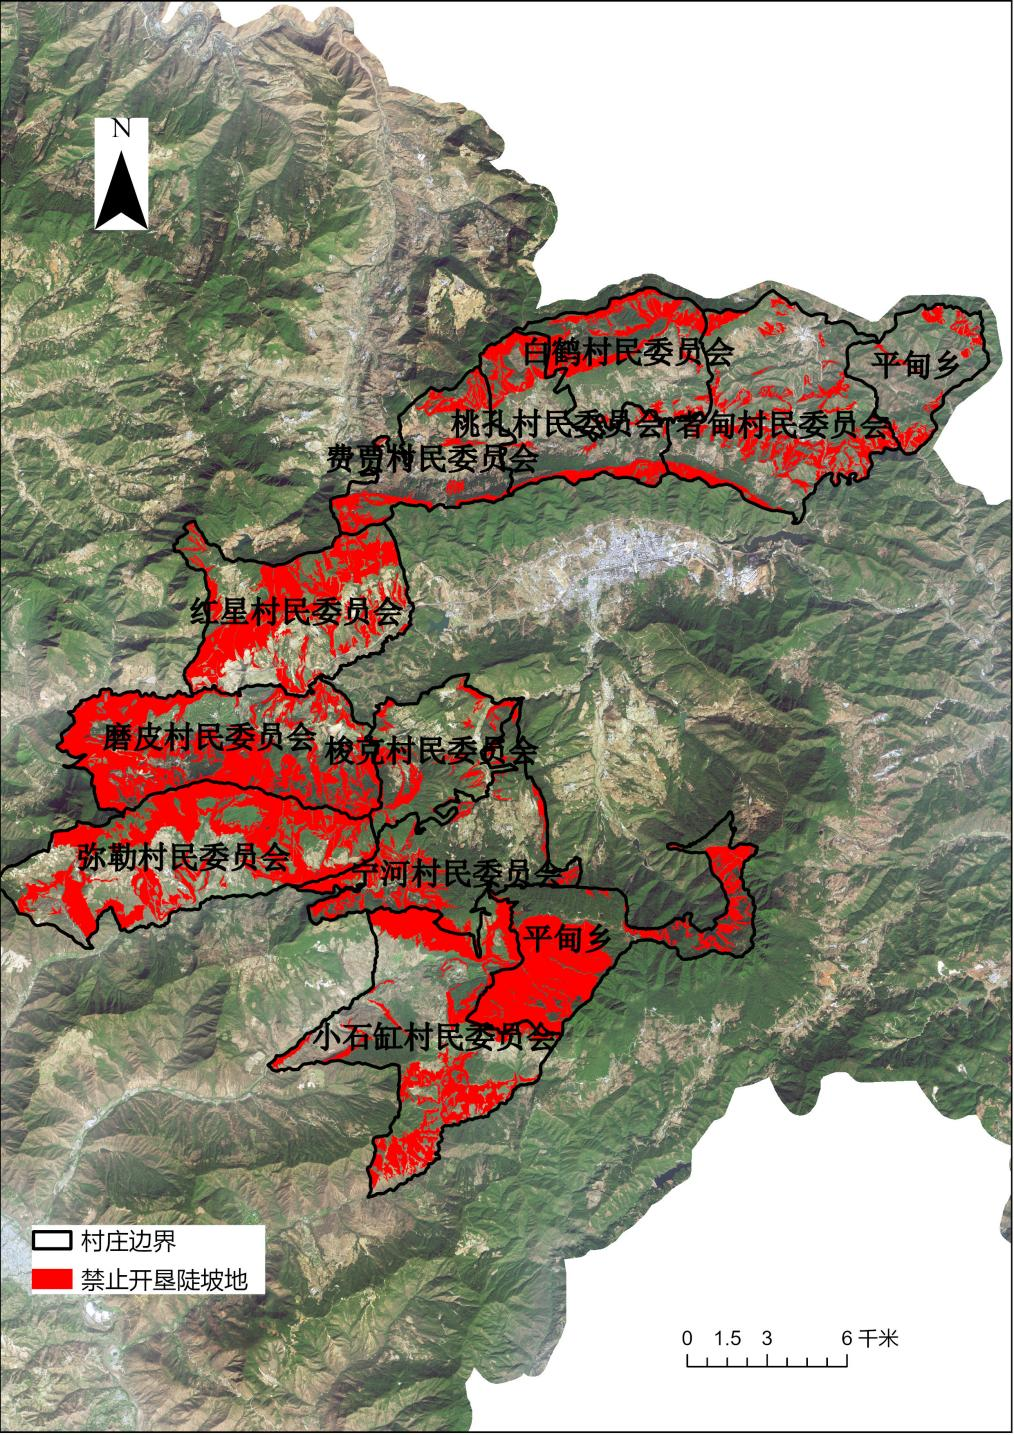 N
白鹤村民委员会
平甸乡
桃孔村民委员会
者甸村民委员会
费贾村民委员会
红星村民委员会
磨皮村民委员会
梭克村民委员会
弥勒村民委员会
宁河村民委员会
平甸乡
小石缸村民委员会
村庄边界
禁止开垦陡坡地
0 1.5 3 6 千米